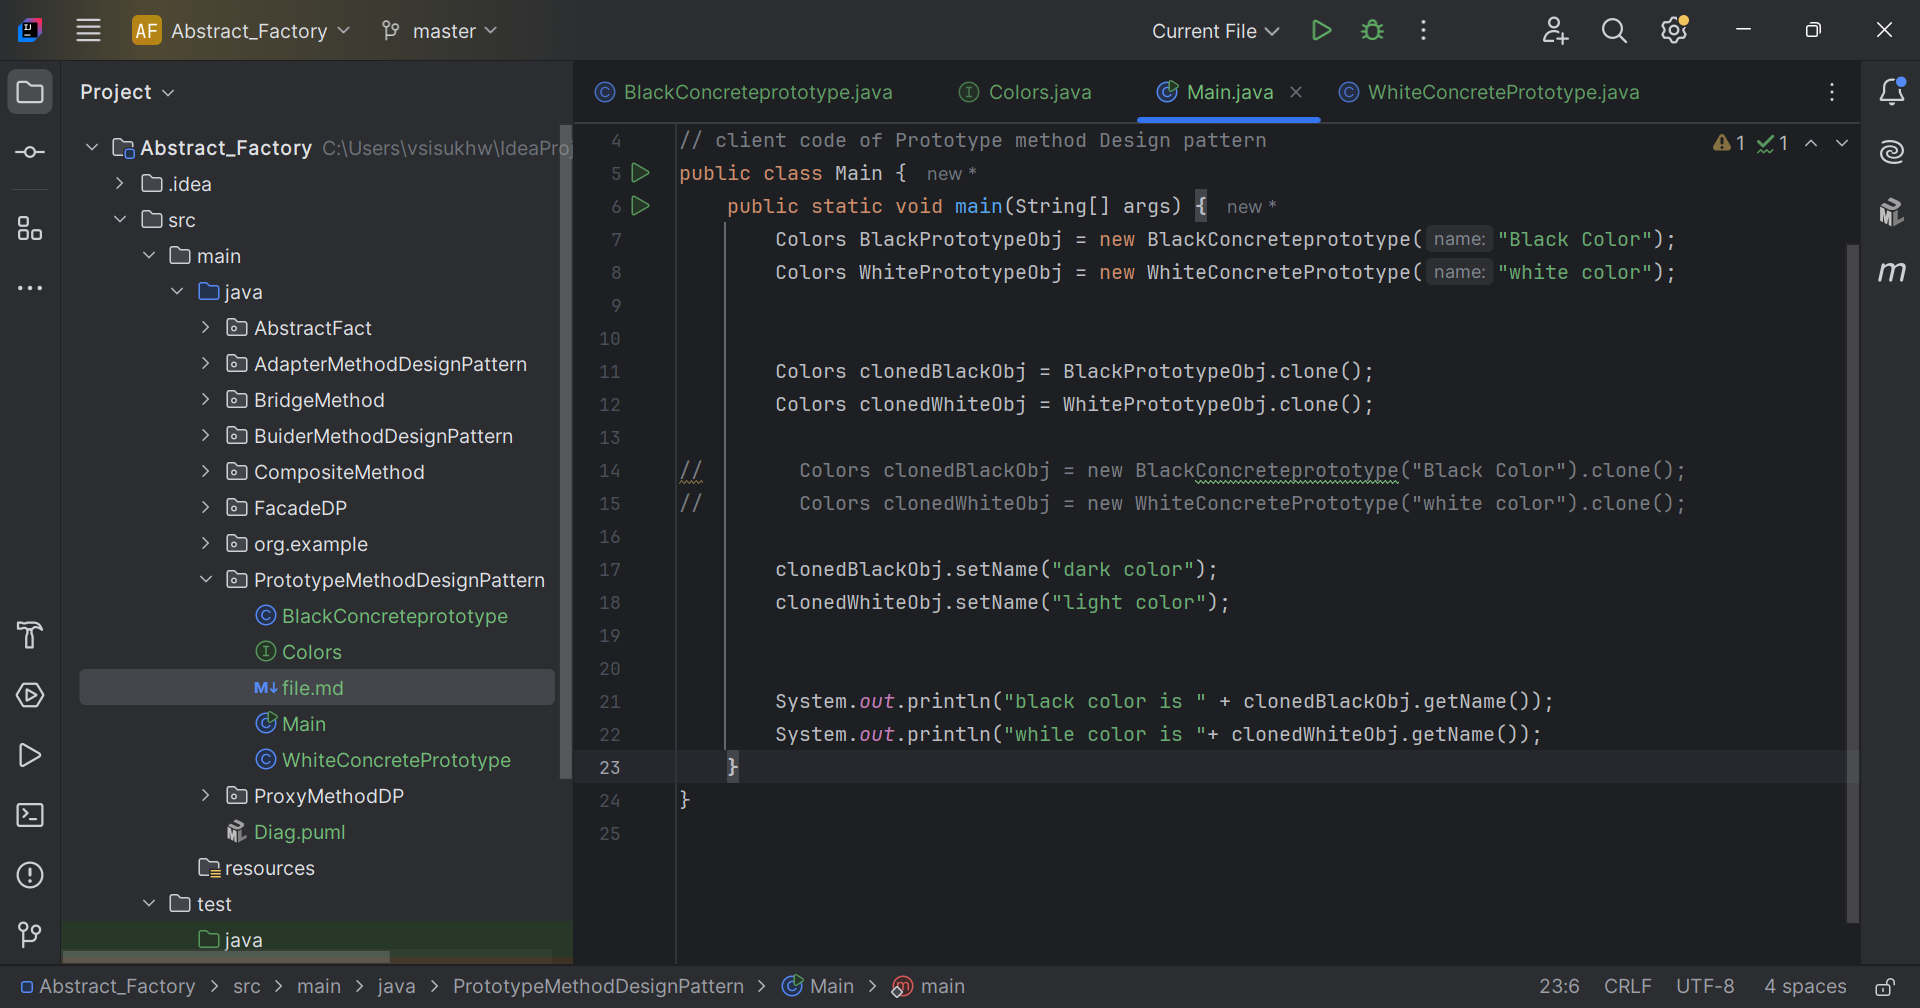 AF Abstract_Factory master Current File
Project
Abstract_Factory C:\Users\vsisukhw\IdeaProj
.idea
src
main
java
AbstractFact
AdapterMethodDesignPattern
BridgeMethod
BuiderMethodDesignPattern
CompositeMethod
FacadeDP
org.example
PrototypeMethodDesignPattern
BlackConcreteprototype
Colors
file.md
Main
WhiteConcretePrototype
ProxyMethodDP
Diag.puml
resources
test
java
BlackConcreteprototype.java Colors.java Main.java WhiteConcretePrototype.java
4 // client code of Prototype method Design pattern
1 1
5 public class Main { new *
6 public static void main(String[] args) { new *
7 Colors BlackPrototypeObj = new BlackConcreteprototype( name: "Black Color");
8 Colors WhitePrototypeObj = new WhiteConcretePrototype( name: "white color");
9
10
11 Colors clonedBlackObj = BlackPrototypeObj.clone();
12 Colors clonedWhiteObj = WhitePrototypeObj.clone();
13
14 // Colors clonedBlackObj = new BlackConcreteprototype("Black Color").clone();
15 // Colors clonedWhiteObj = new WhiteConcretePrototype("white color").clone();
16
17 clonedBlackObj.setName("dark color");
18 clonedWhiteObj.setName("light color");
19
20
21 System.out.println("black color is " + clonedBlackObj.getName());
22 System.out.println("while color is "+ clonedWhiteObj.getName());
23 }
24 }
25
Abstract_Factory > src > main > java > PrototypeMethodDesignPattern > Main > main
23:6 CRLF UTF-8 4 spaces